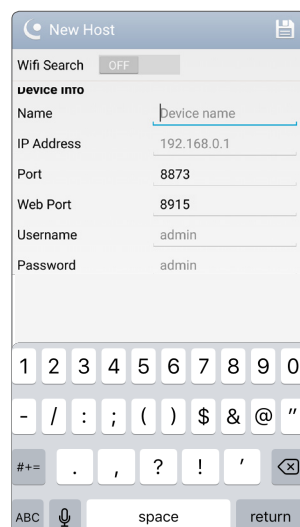 New Host
Wifi Search OFF
Device Info
Name Device name
IP Address 192.168.0.1
Port 8873
Web Port 8915
Username admin
Password admin
1 2 3 4 5 6 7 8 9 0
- / : ; ( ) $ & @ "
#+= . , ? ! '
ABC space return